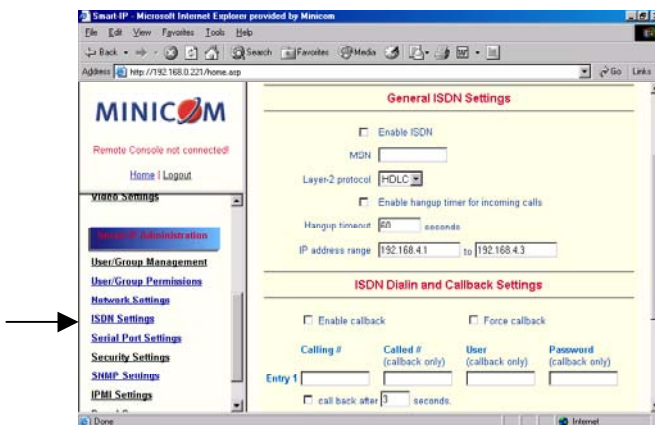 Smart-IP - Microsoft Internet Explorer provided by Minicom
File Edit View Favorites Tools Help
Back Search Favorites Media
Address http://192.168.0.221/home.asp Go Links
MINICOM
Remote Console not connected!
Home | Logout
Video Settings
Smart-IP Administration
User/Group Management
User/Group Permissions
Network Settings
ISDN Settings
Serial Port Settings
Security Settings
SNMP Settings
IPMI Settings
General ISDN Settings
Enable ISDN
MSN
Layer-2 protocol HDLC
Enable hangup timer for incoming calls
Hangup timeout 60 seconds
IP address range 192.168.4.1 to 192.168.4.3
ISDN Dialin and Callback Settings
Enable callback Force callback
Calling # Called # User Password
(callback only) (callback only) (callback only)
Entry 1
call back after 3 seconds.
Done Internet